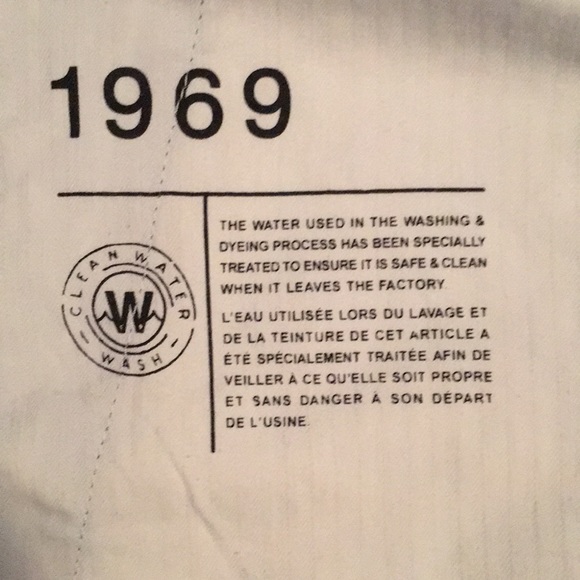 1969
CLEAN WATER
W
WASH
THE WATER USED IN THE WASHING &
DYEING PROCESS HAS BEEN SPECIALLY
TREATED TO ENSURE IT IS SAFE & CLEAN
WHEN IT LEAVES THE FACTORY.
L'EAU UTILISÉE LORS DU LAVAGE ET
DE LA TEINTURE DE CET ARTICLE A
ÉTÉ SPÉCIALEMENT TRAITÉE AFIN DE
VEILLER À CE QU'ELLE SOIT PROPRE
ET SANS DANGER À SON DÉPART
DE L'USINE.